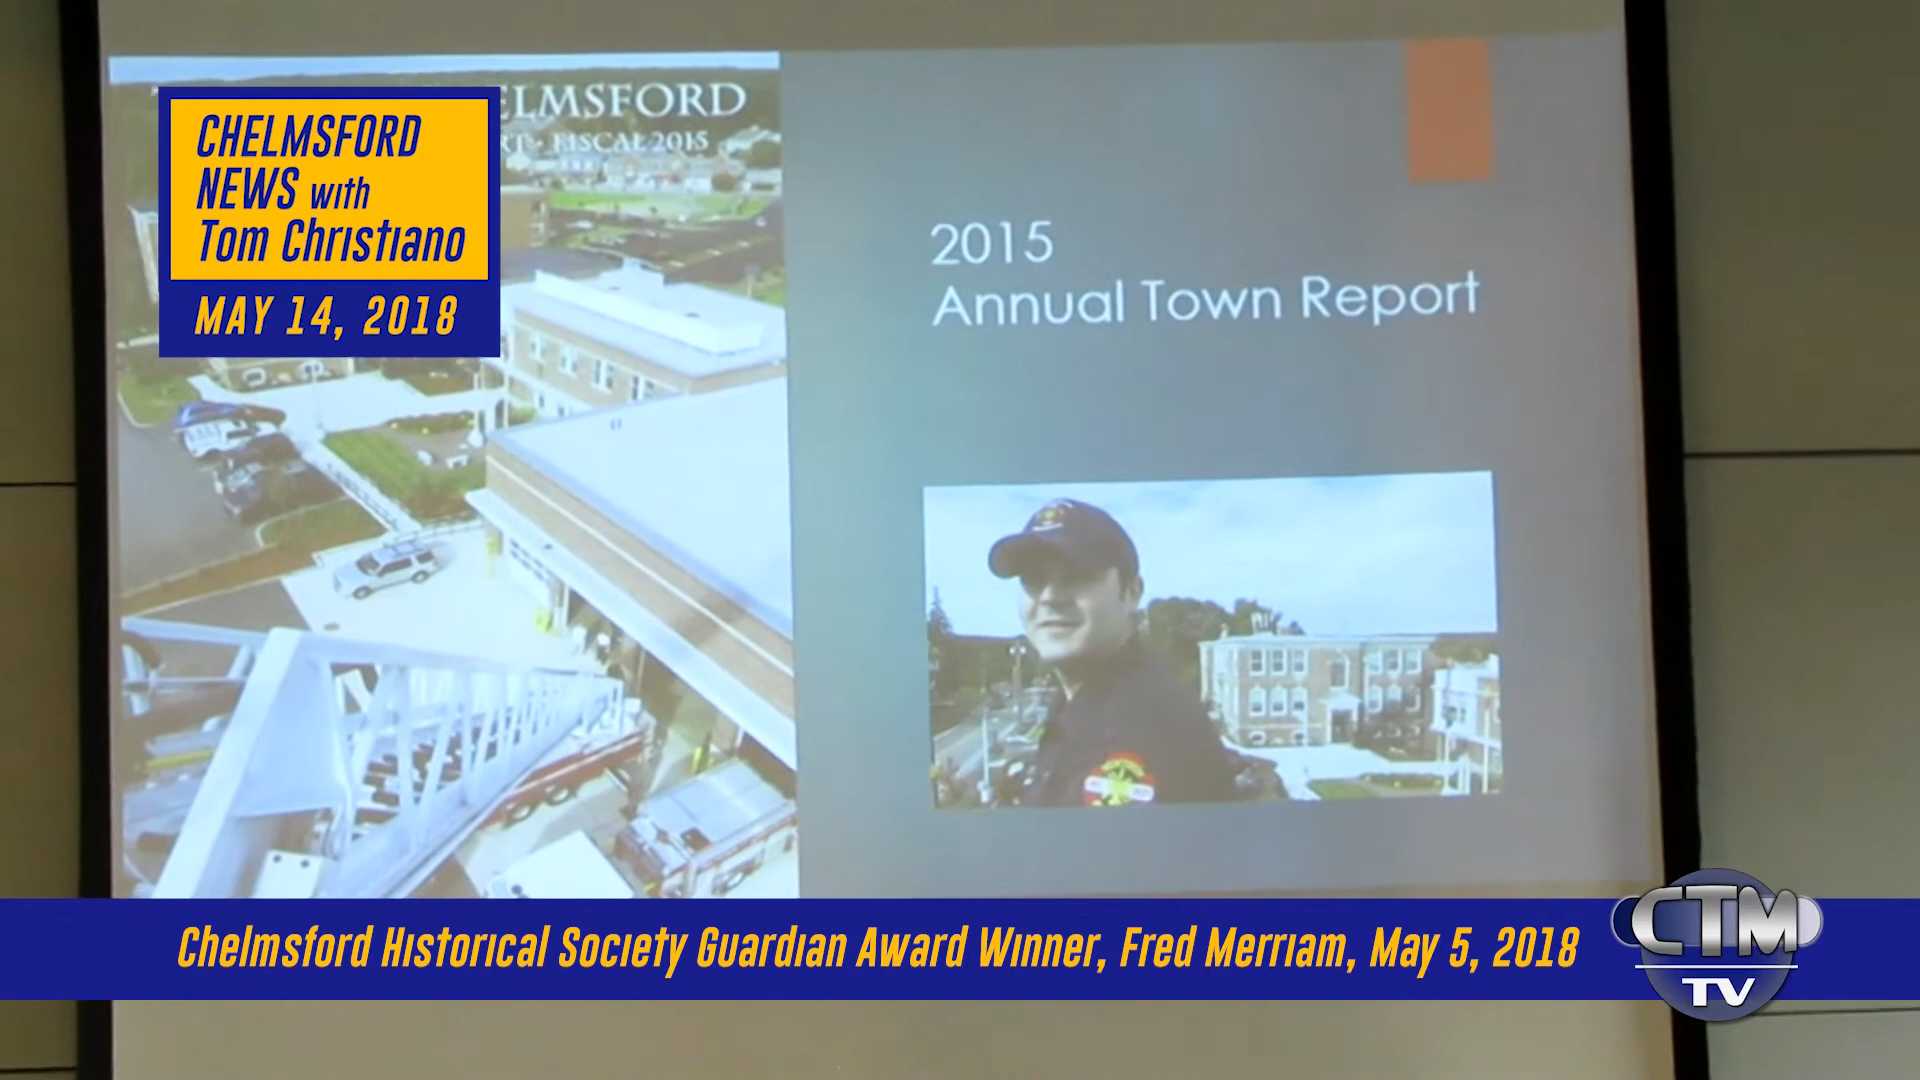 ELMSFORD
RT · FISCAL 2015
CHELMSFORD
NEWS with
Tom Christiano
MAY 14, 2018
2015
Annual Town Report
Chelmsford Historical Society Guardian Award Winner, Fred Merriam, May 5, 2018
CTM
TV